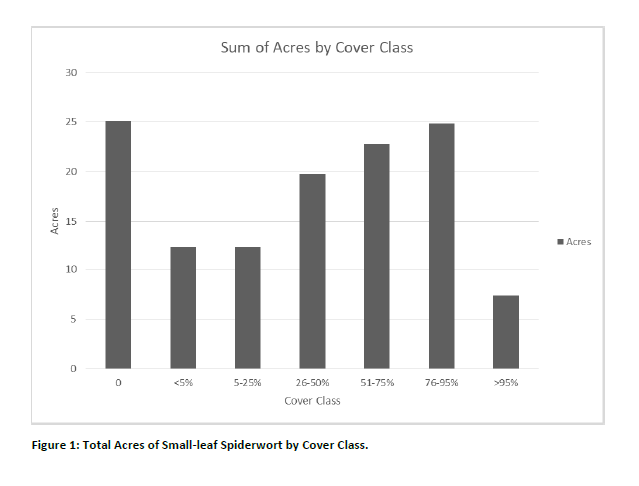 Sum of Acres by Cover Class
30
25
20
15
10
5
0
Acres
0 <5% 5-25% 26-50% 51-75% 76-95% >95%
Cover Class
Acres
Figure 1: Total Acres of Small-leaf Spiderwort by Cover Class.